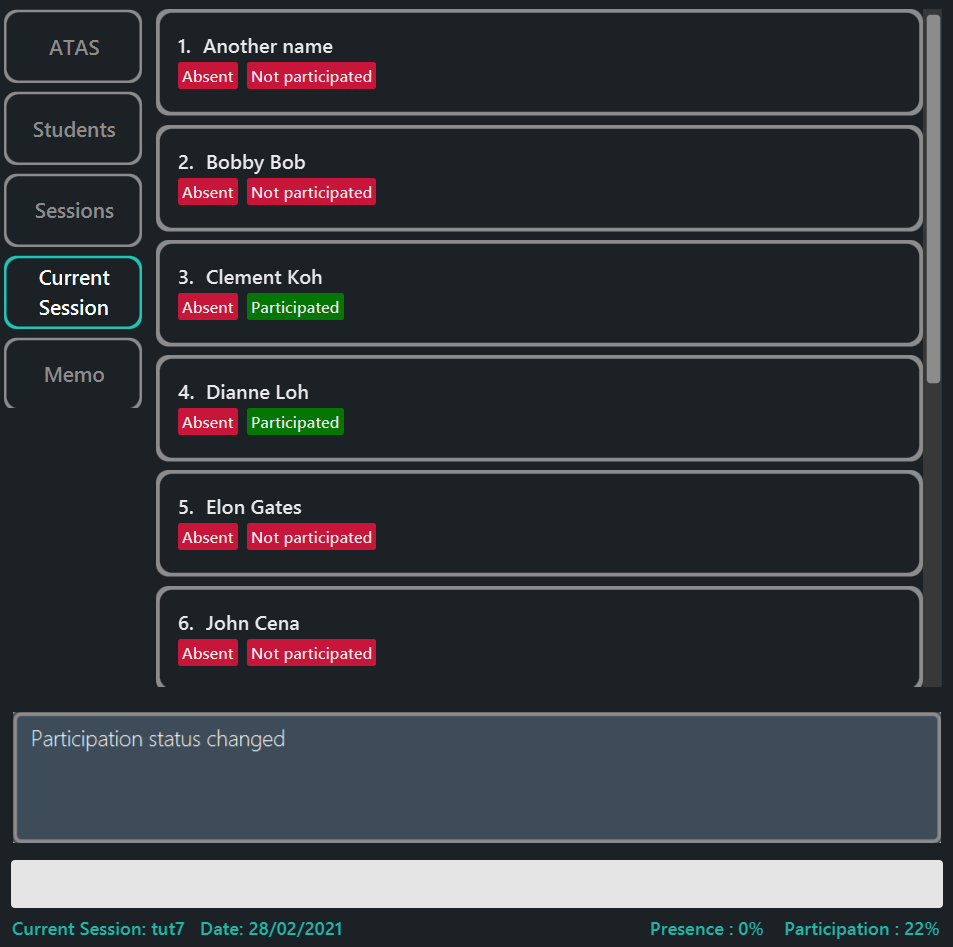 ATAS
Students
Sessions
Current
Session
Memo
1. Another name
Absent Not participated
2. Bobby Bob
Absent Not participated
3. Clement Koh
Absent Participated
4. Dianne Loh
Absent Participated
5. Elon Gates
Absent Not participated
6. John Cena
Absent Not participated
Participation status changed
Current Session: tut7 Date: 28/02/2021 Presence : 0% Participation : 22%